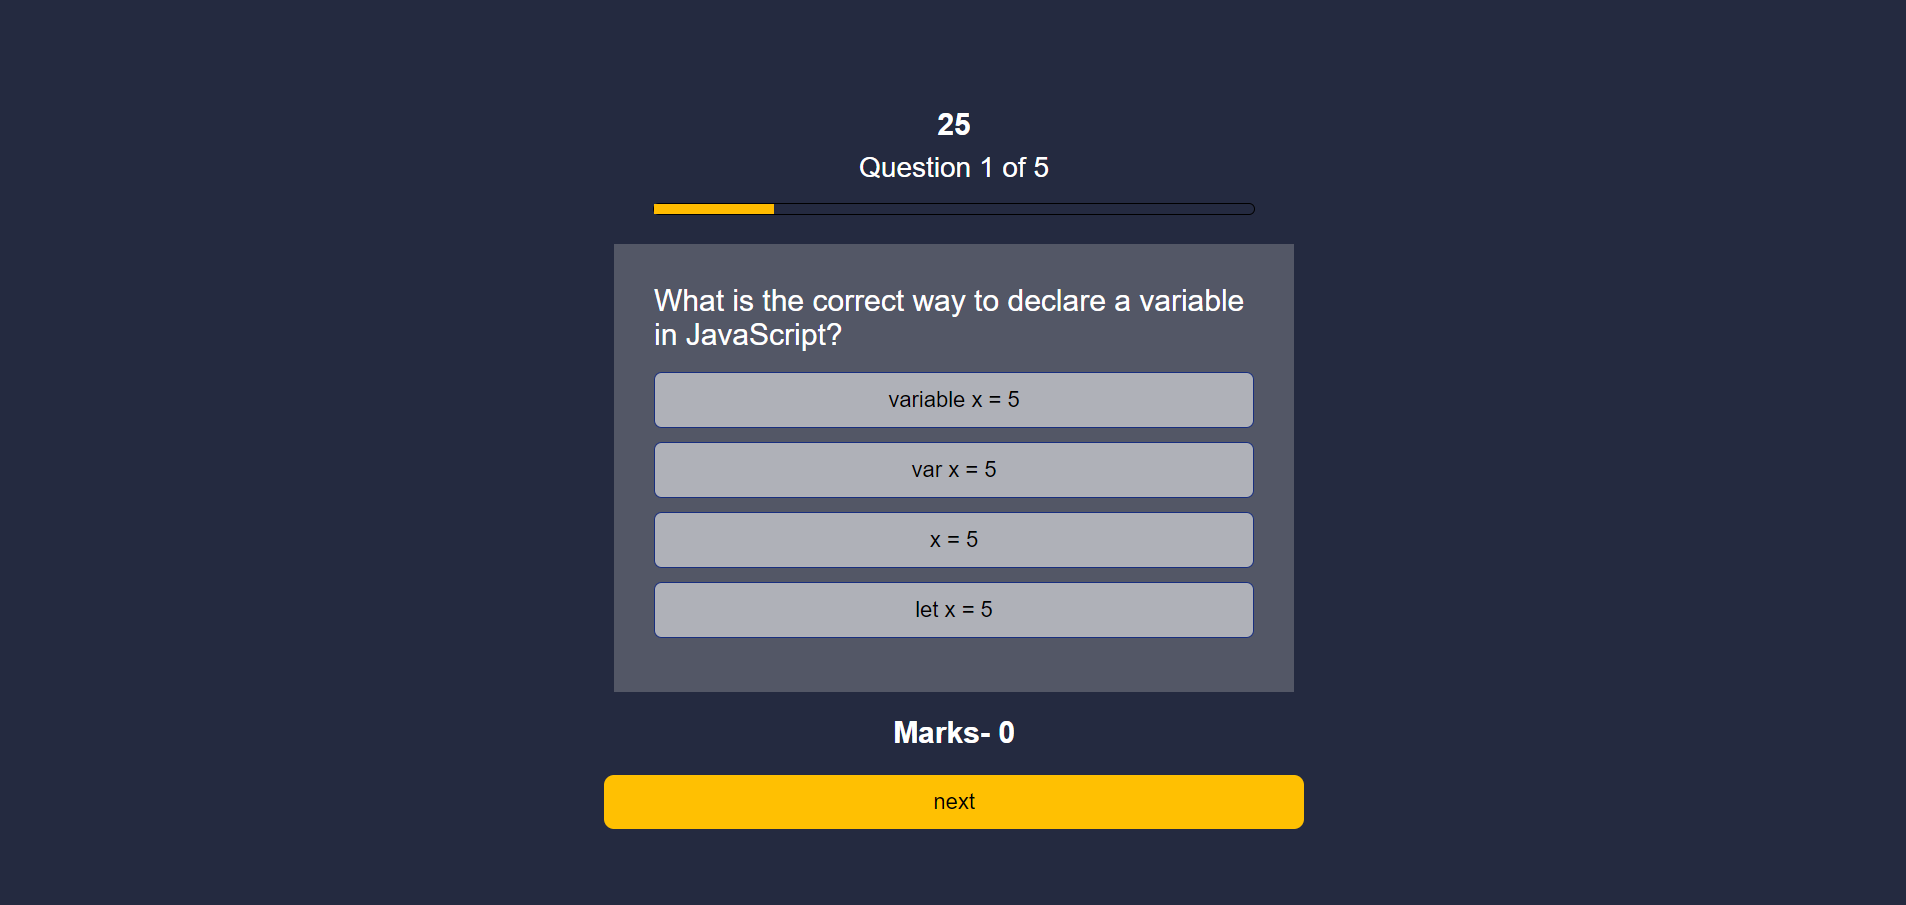 25
Question 1 of 5
What is the correct way to declare a variable
in JavaScript?
variable x = 5
var x = 5
x = 5
let x = 5
Marks- 0
next